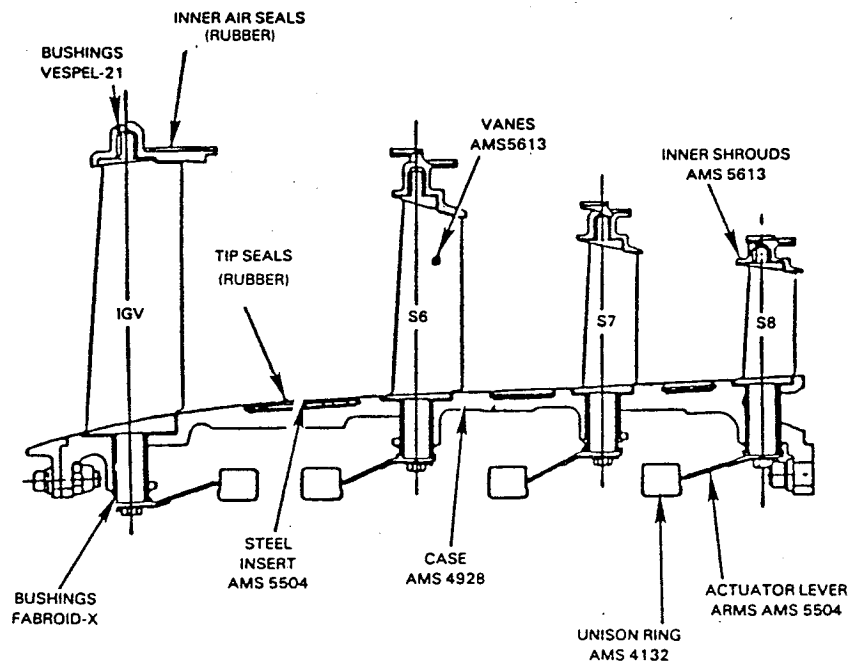 INNER AIR SEALS
(RUBBER)
BUSHINGS
VESPEL-21
VANES
AMS5613
INNER SHROUDS
AMS 5613
TIP SEALS
(RUBBER)
IGV
S6
S7
S8
STEEL
INSERT
AMS 5504
CASE
AMS 4928
BUSHINGS
FABROID-X
ACTUATOR LEVER
ARMS AMS 5504
UNISON RING
AMS 4132